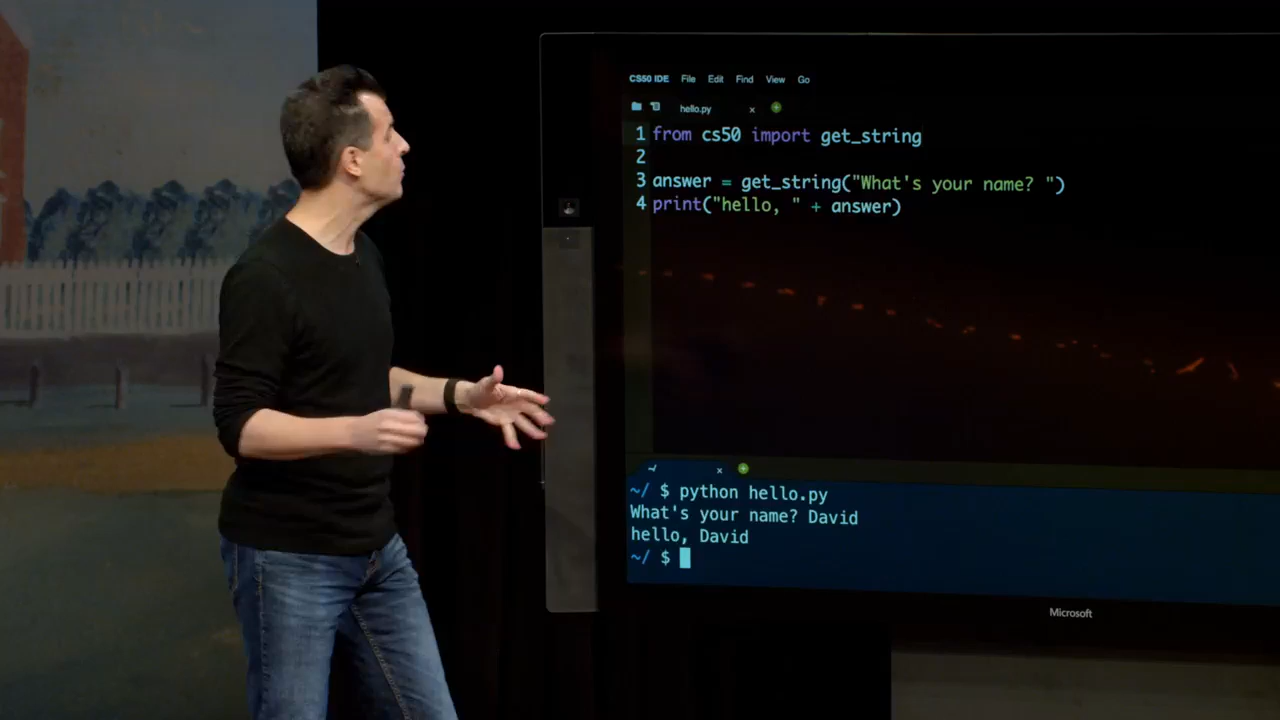 CS50 IDE File Edit Find View Go
hello.py x
1 from cs50 import get_string
2
3 answer = get_string("What's your name? ")
4 print("hello, " + answer)
~/ x
~/ $ python hello.py
What's your name? David
hello, David
~/ $
Microsoft